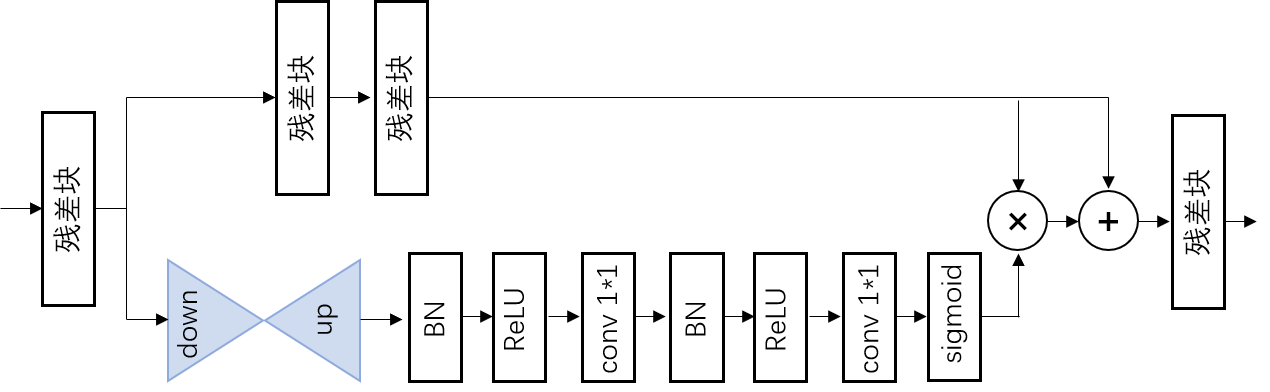 残差块
残差块
残差块
down
up
BN
ReLU
conv 1*1
BN
ReLU
conv 1*1
sigmoid
×
+
残差块